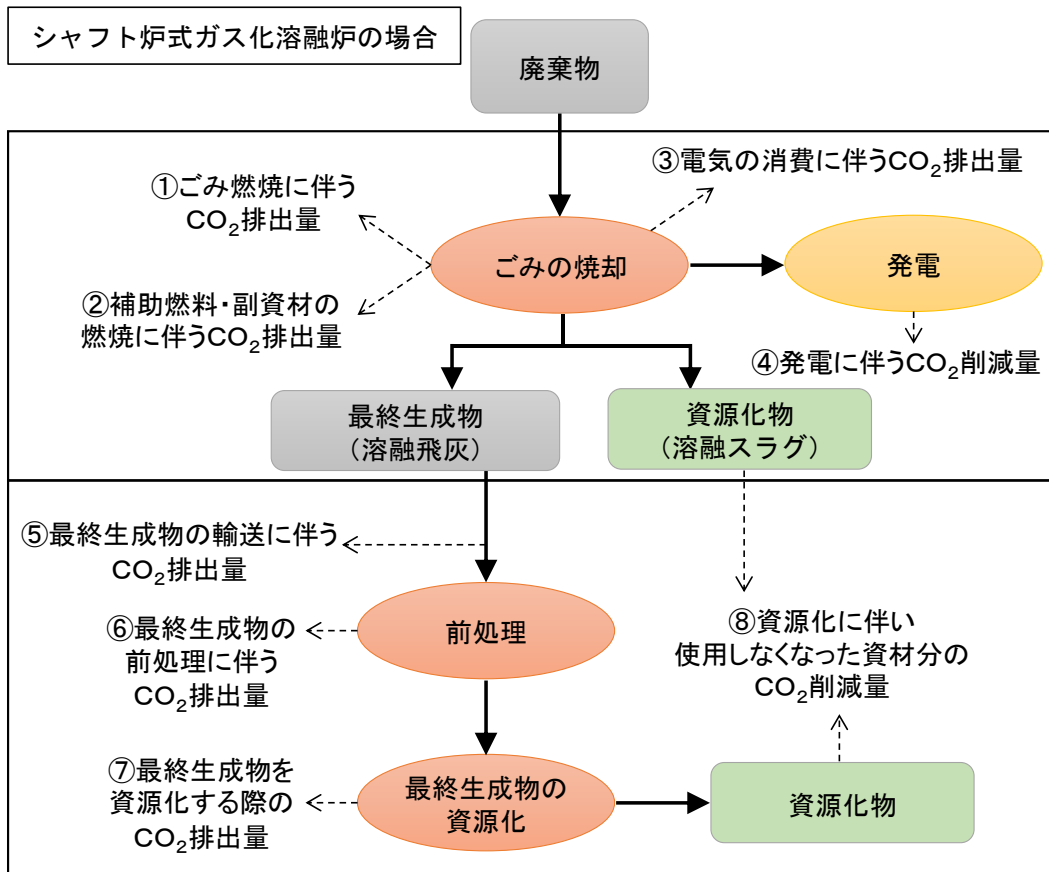 シャフト炉式ガス化溶融炉の場合
廃棄物
①ごみ燃焼に伴う
CO₂排出量
③電気の消費に伴うCO₂排出量
ごみの焼却
発電
②補助燃料・副資材の
燃焼に伴うCO₂排出量
④発電に伴うCO₂削減量
最終生成物
（溶融飛灰）
資源化物
（溶融スラグ）
⑤最終生成物の輸送に伴う
CO₂排出量
前処理
⑥最終生成物の
前処理に伴う
CO₂排出量
⑧資源化に伴い
使用しなくなった資材分の
CO₂削減量
⑦最終生成物を
資源化する際の
CO₂排出量
最終生成物の
資源化
資源化物